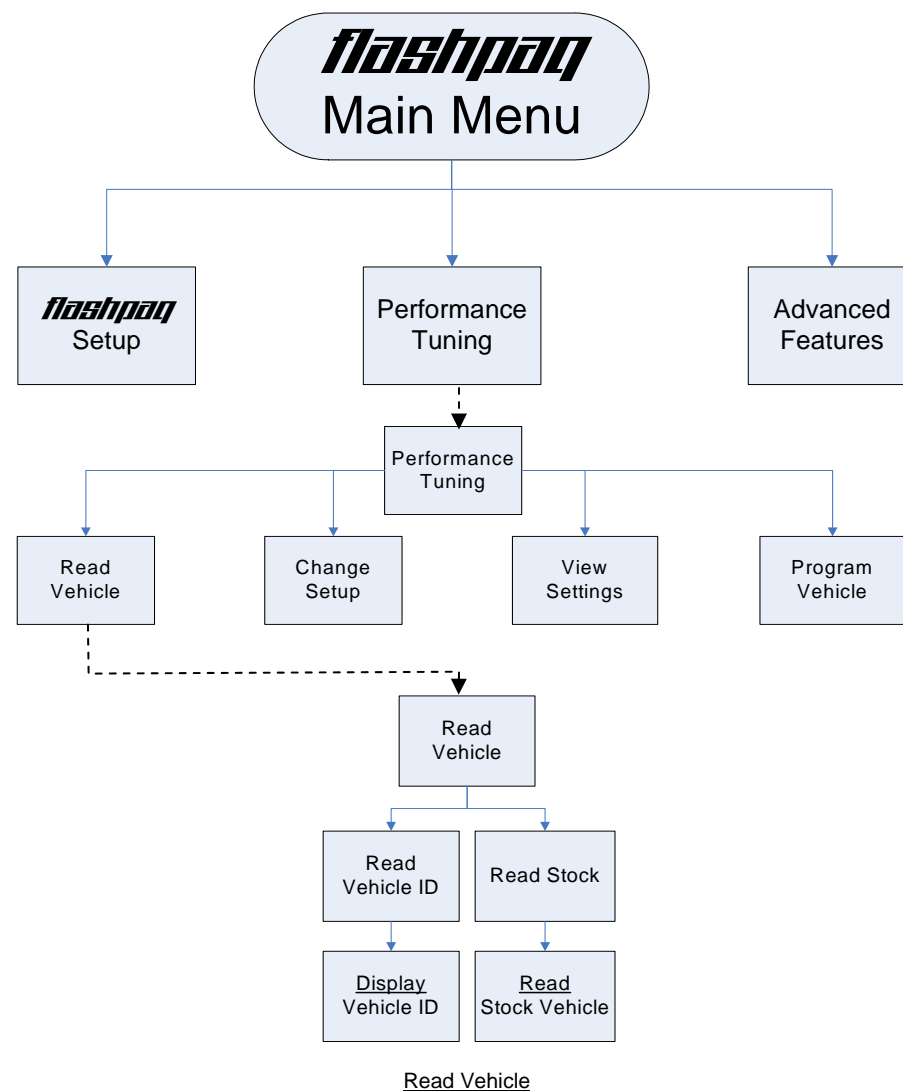 flashpaq
Main Menu
flashpaq
Setup
Performance
Tuning
Advanced
Features
Performance
Tuning
Read
Vehicle
Change
Setup
View
Settings
Program
Vehicle
Read
Vehicle
Read
Vehicle ID
Read Stock
Display
Vehicle ID
Read
Stock Vehicle
Read Vehicle